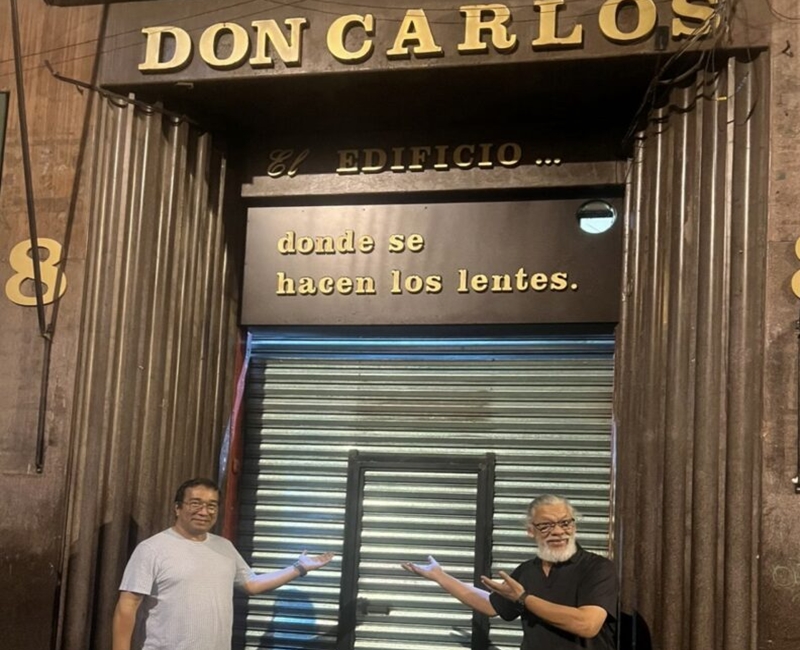 DON CARLOS
El EDIFICIO...
donde se
hacen los lentes.
8